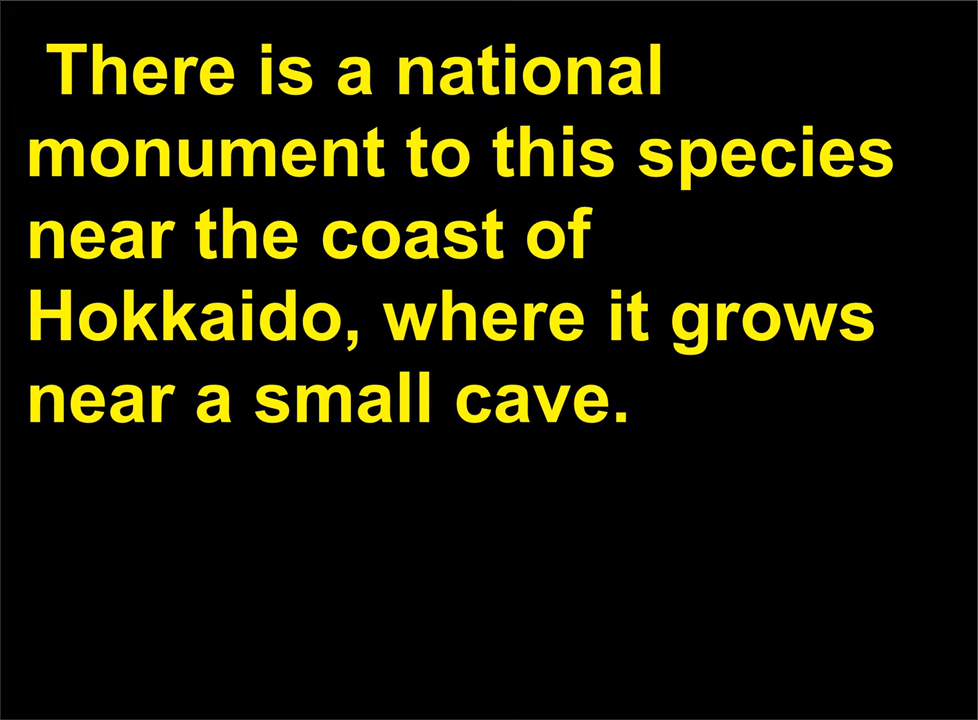 There is a national
monument to this species
near the coast of
Hokkaido, where it grows
near a small cave.